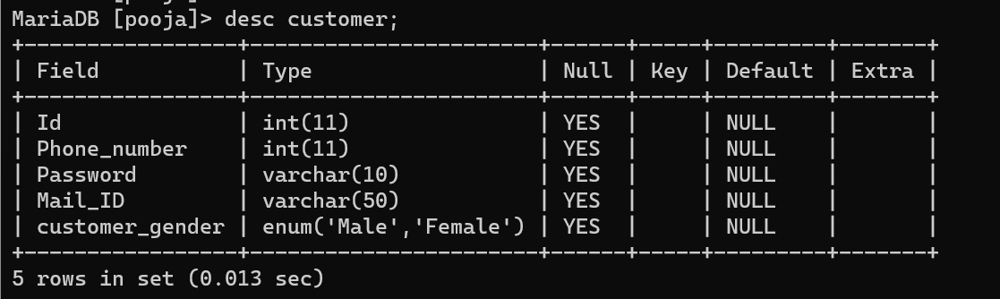 MariaDB [pooja]> desc customer;
+-----------------+-----------------------+------+-----+---------+-------+
| Field           | Type                  | Null | Key | Default | Extra |
+-----------------+-----------------------+------+-----+---------+-------+
| Id              | int(11)               | YES  |     | NULL    |       |
| Phone_number    | int(11)               | YES  |     | NULL    |       |
| Password        | varchar(10)           | YES  |     | NULL    |       |
| Mail_ID         | varchar(50)           | YES  |     | NULL    |       |
| customer_gender | enum('Male','Female') | YES  |     | NULL    |       |
+-----------------+-----------------------+------+-----+---------+-------+
5 rows in set (0.013 sec)